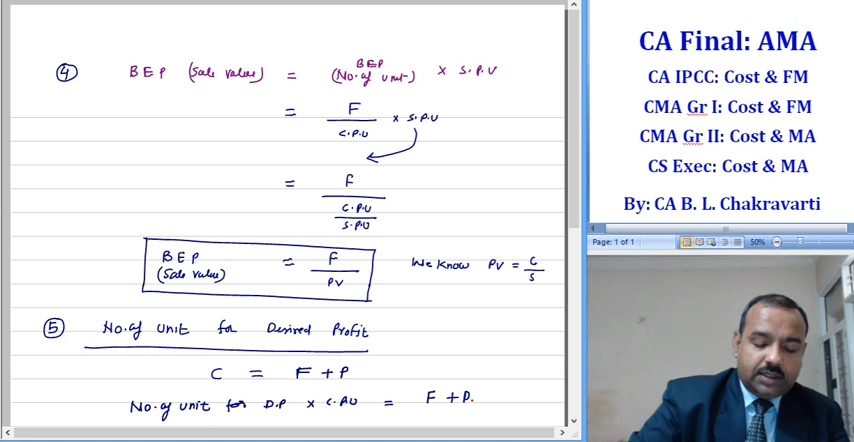 ④ BEP (Sale value) = BEP (No. of unit) x S.P.U
= F / C.P.U x S.P.U
= F / C.P.U / S.P.U
BEP (Sale value) = F / PV We know PV = C / S
⑤ No. of unit for Desired Profit
C = F + P
No. of unit for D.P x C.P.U = F + P.
CA Final: AMA
CA IPCC: Cost & FM
CMA Gr I: Cost & FM
CMA Gr II: Cost & MA
CS Exec: Cost & MA
By: CA B. L. Chakravarti
Page: 1 of 1 50%